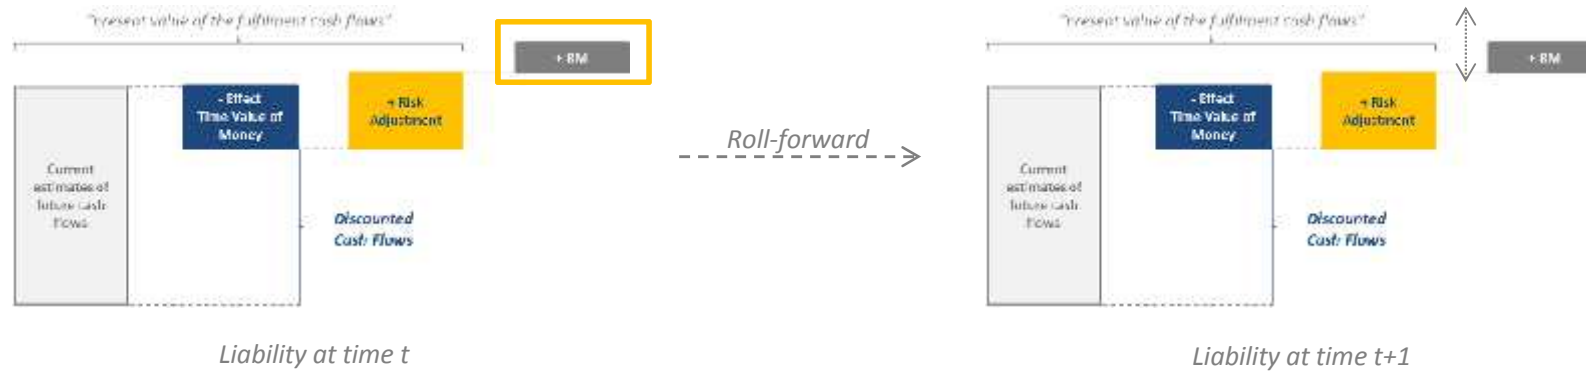 "Present value of the fulfilment cash flows"
+ RM
- Effect
Time Value of
Money
+ Risk
Adjustment
Current
estimates of
future cash
flows
Discounted
Cash Flows
Liability at time t
Roll-forward
"Present value of the fulfilment cash flows"
+ RM
- Effect
Time Value of
Money
+ Risk
Adjustment
Current
estimates of
future cash
flows
Discounted
Cash Flows
Liability at time t+1